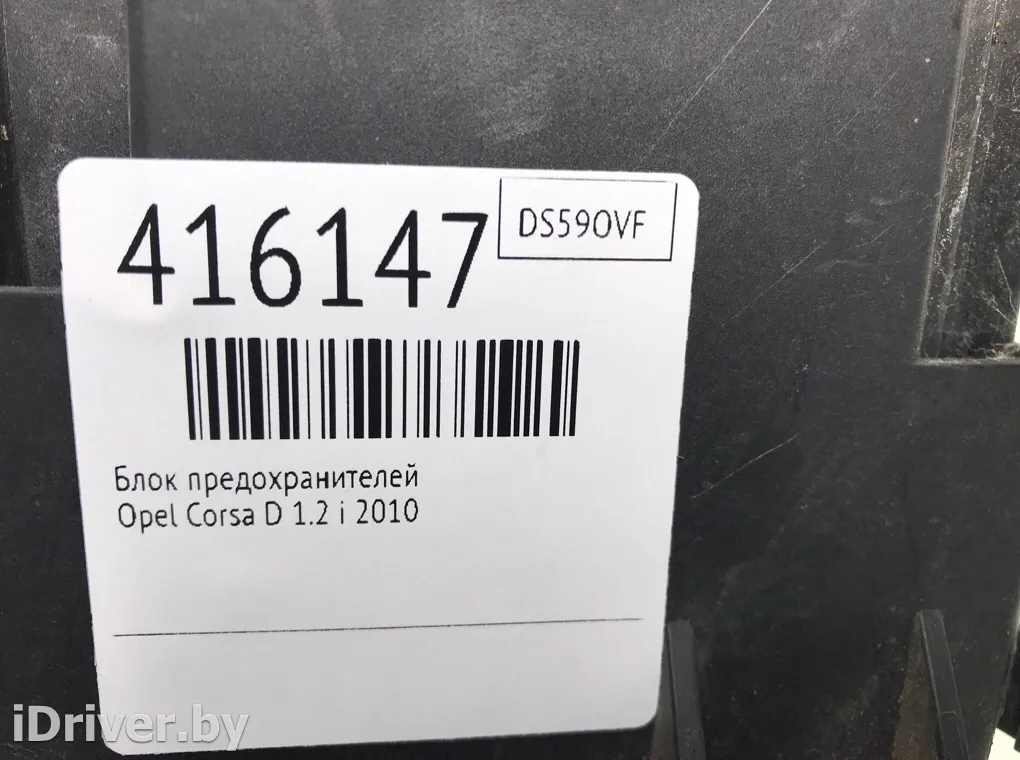 416147
DS590VF
Блок предохранителей
Opel Corsa D 1.2 i 2010
iDriver.by